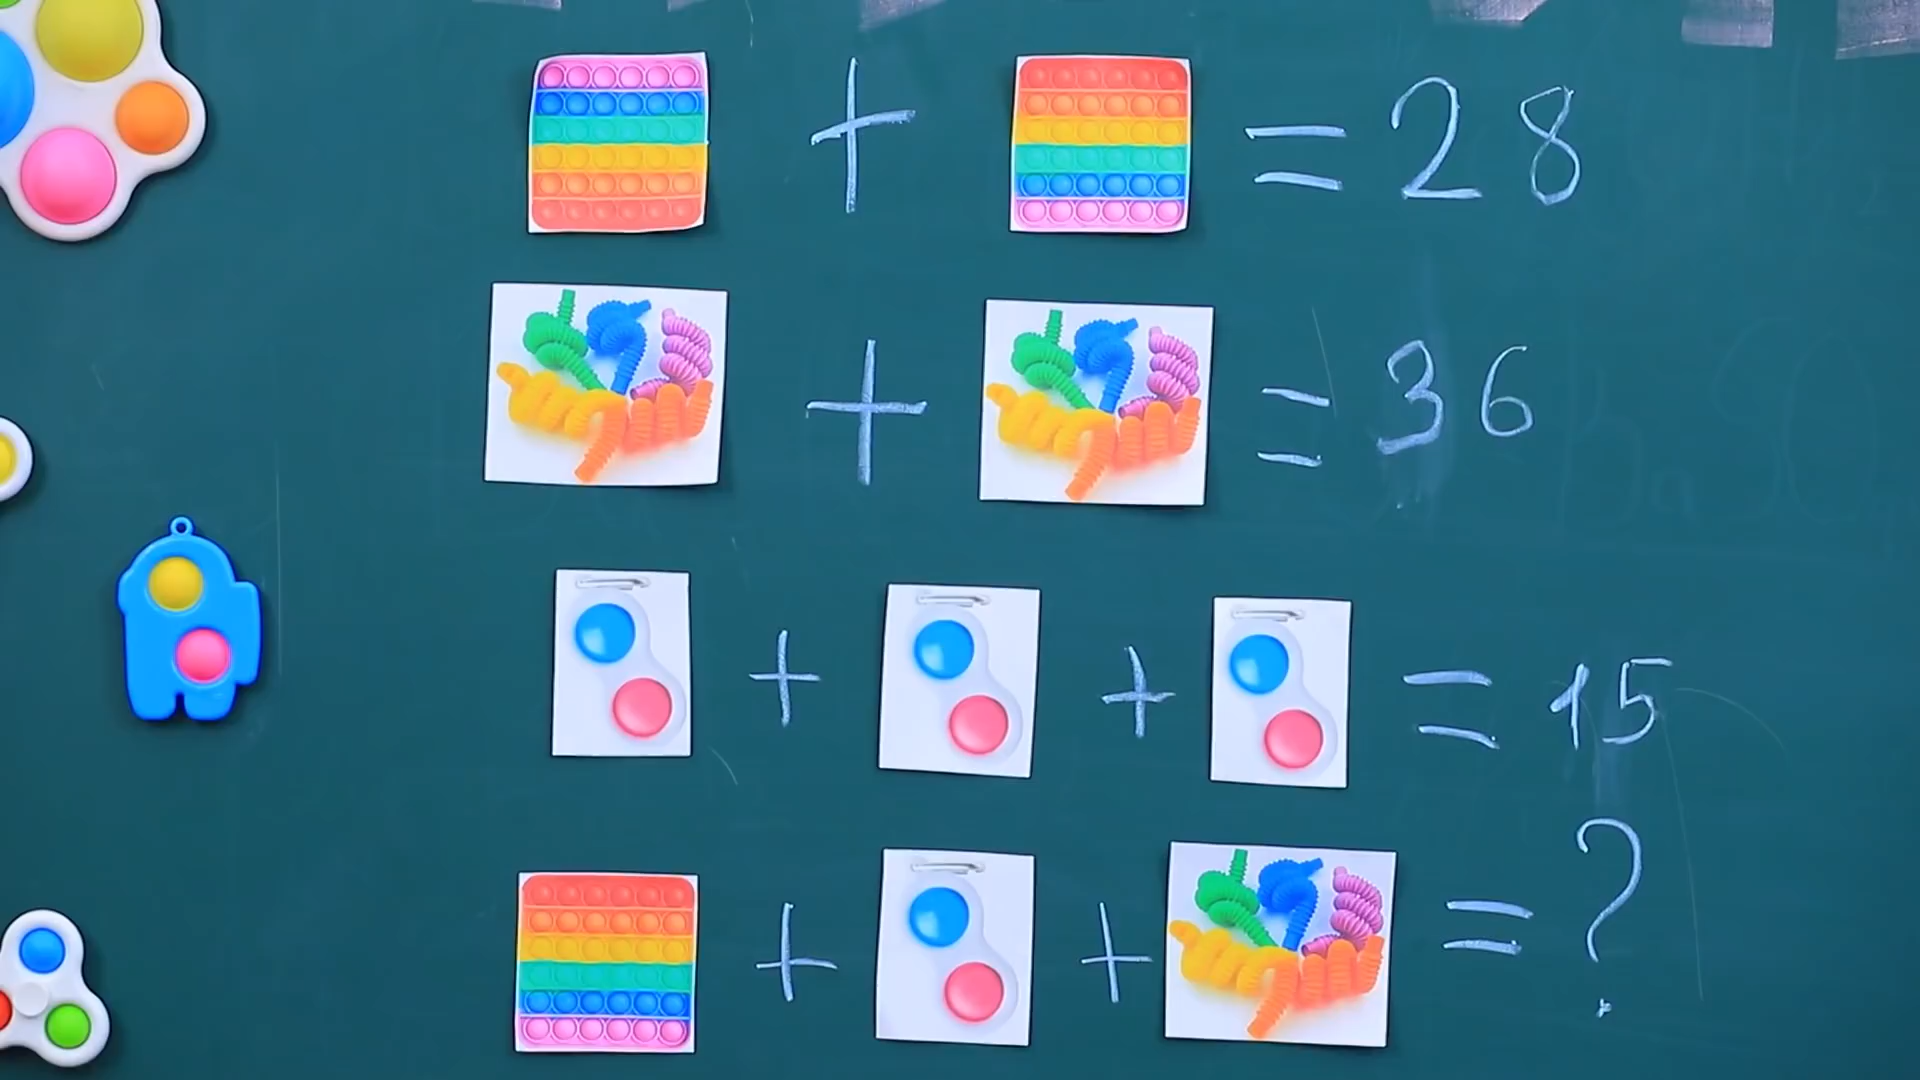 + = 28
+ = 36
+ + = 15
+ + = ?